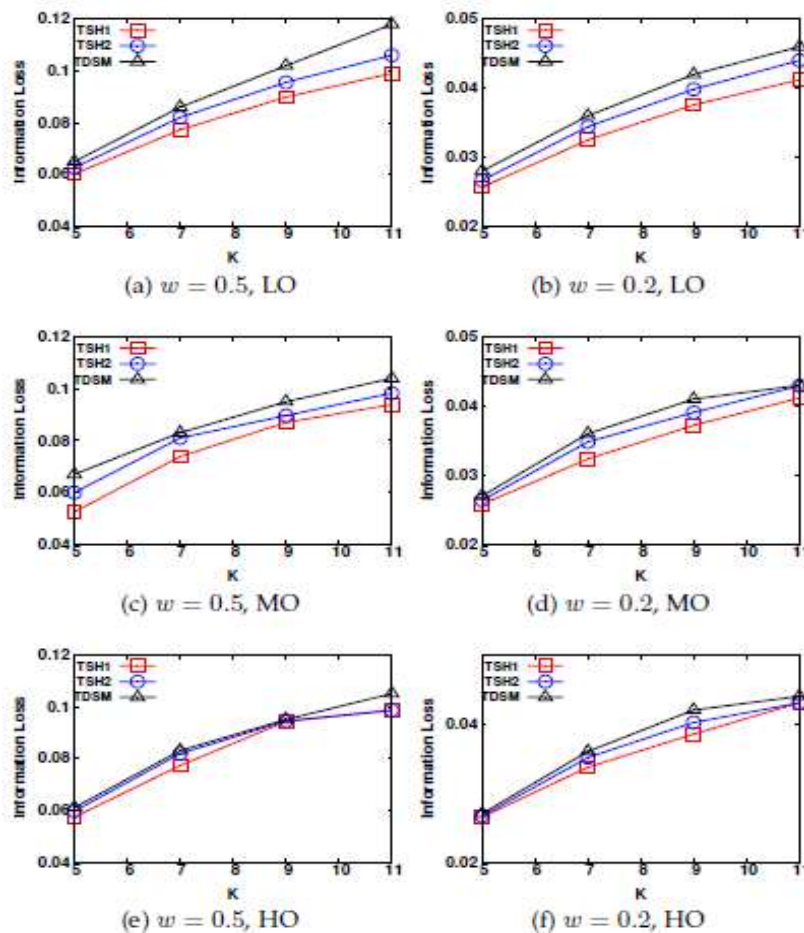 0.12 0.05
TSH1 TSH1
TSH2 TSH2
TDSM TDSM
0.1 0.04
Information Loss Information Loss
0.08
0.03
0.06
0.04 0.02
5 6 7 8 9 10 11 5 6 7 8 9 10 11
K K
(a) w = 0.5, LO (b) w = 0.2, LO
0.12 0.05
TSH1 TSH1
TSH2 TSH2
TDSM TDSM
0.1 0.04
Information Loss Information Loss
0.08
0.03
0.06
0.04 0.02
5 6 7 8 9 10 11 5 6 7 8 9 10 11
K K
(c) w = 0.5, MO (d) w = 0.2, MO
0.12
TSH1 TSH1
TSH2 TSH2
TDSM TDSM
0.1 0.04
Information Loss Information Loss
0.08
0.06
0.04 0.02
5 6 7 8 9 10 11 5 6 7 8 9 10 11
K K
(e) w = 0.5, HO (f) w = 0.2, HO